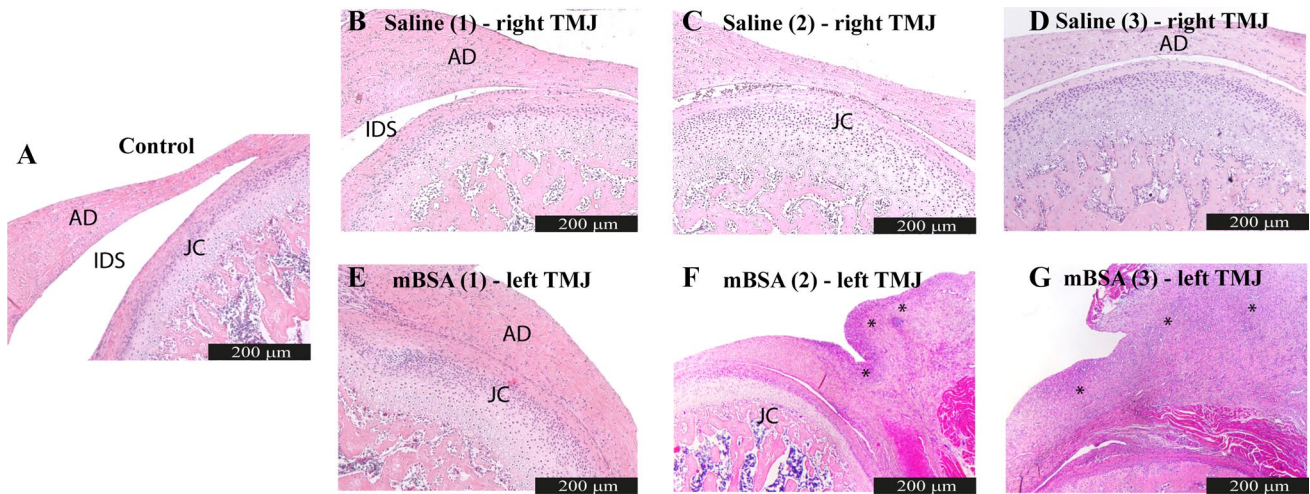 A
Control
AD
IDS
JC
200 µm
B
Saline (1) - right TMJ
AD
IDS
200 µm
C
Saline (2) - right TMJ
JC
200 µm
D
Saline (3) - right TMJ
AD
200 µm
E
mBSA (1) - left TMJ
AD
JC
200 µm
F
mBSA (2) - left TMJ
*
*
*
JC
200 µm
G
mBSA (3) - left TMJ
*
*
*
200 µm